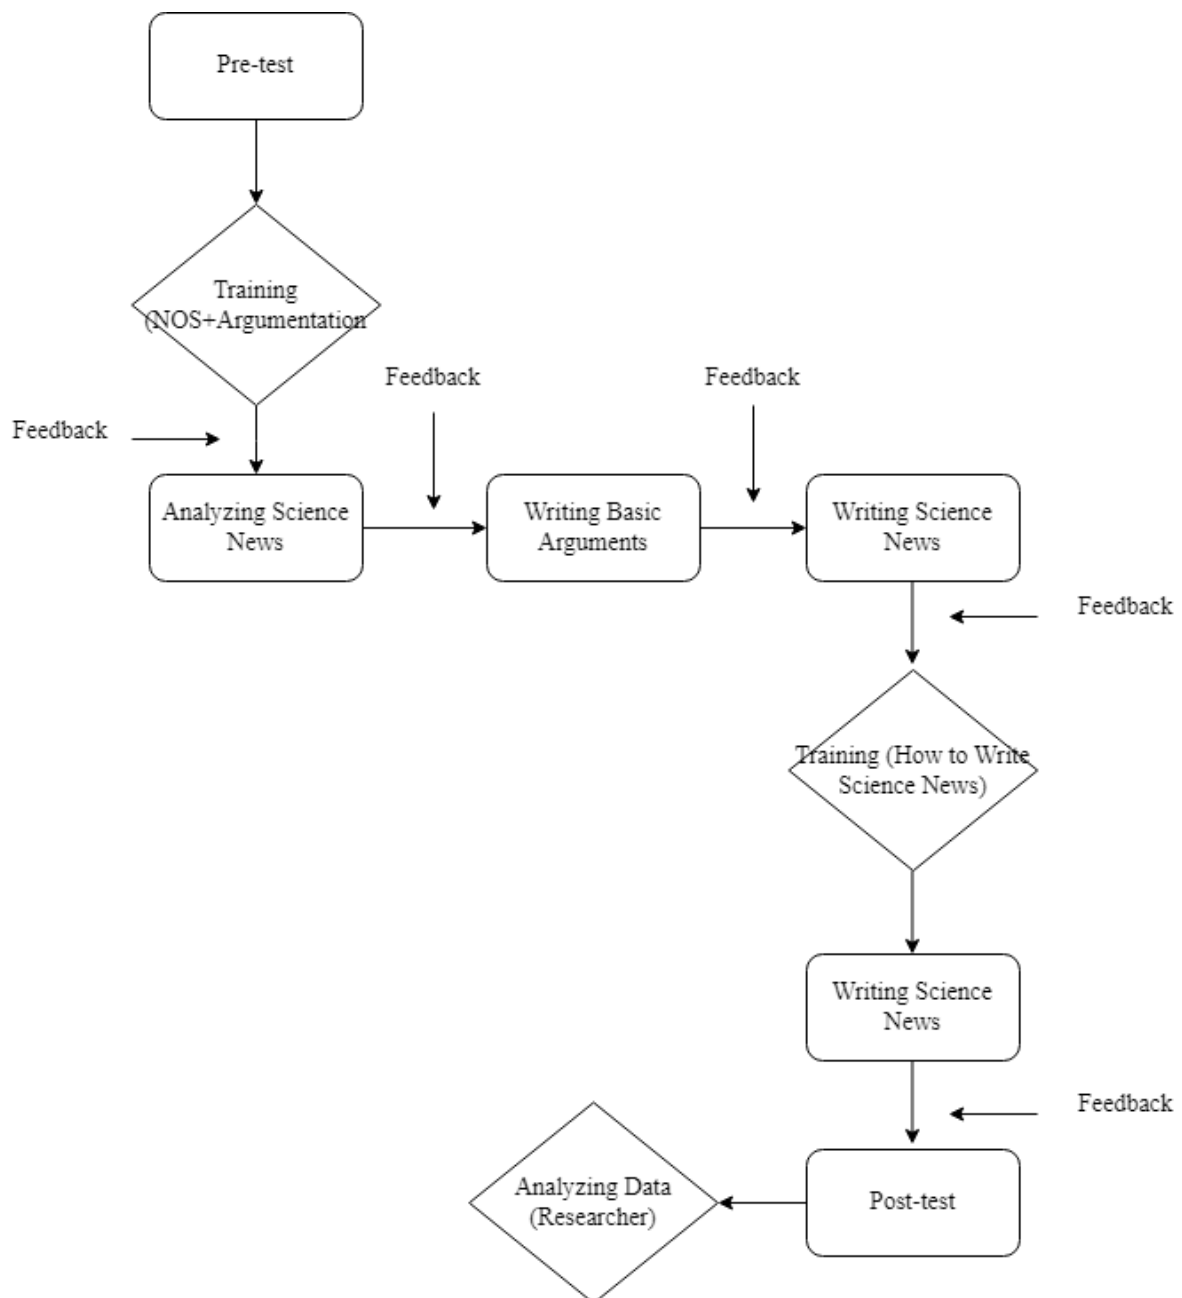 Pre-test
Training
(NOS+Argumentation
Feedback
Feedback
Feedback
Analyzing Science
News
Writing Basic
Arguments
Writing Science
News
Feedback
Training (How to Write
Science News)
Writing Science
News
Feedback
Post-test
Analyzing Data
(Researcher)